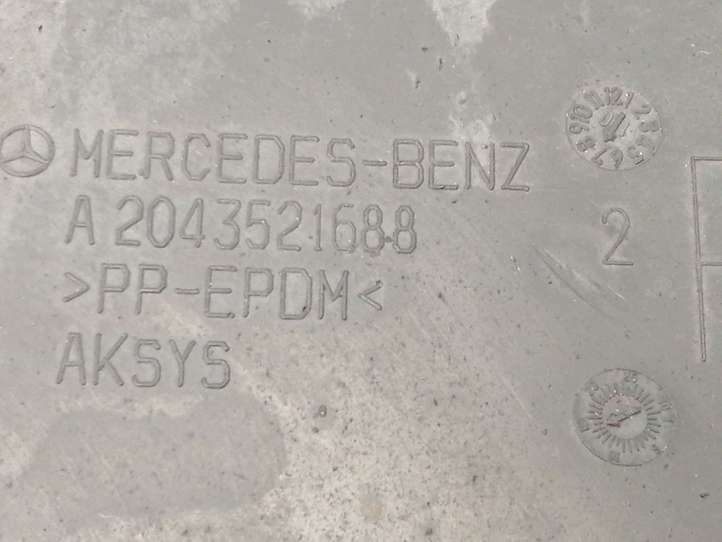 MERCEDES-BENZ
A 2043521688
2
>PP-EPDM<
AKSYS